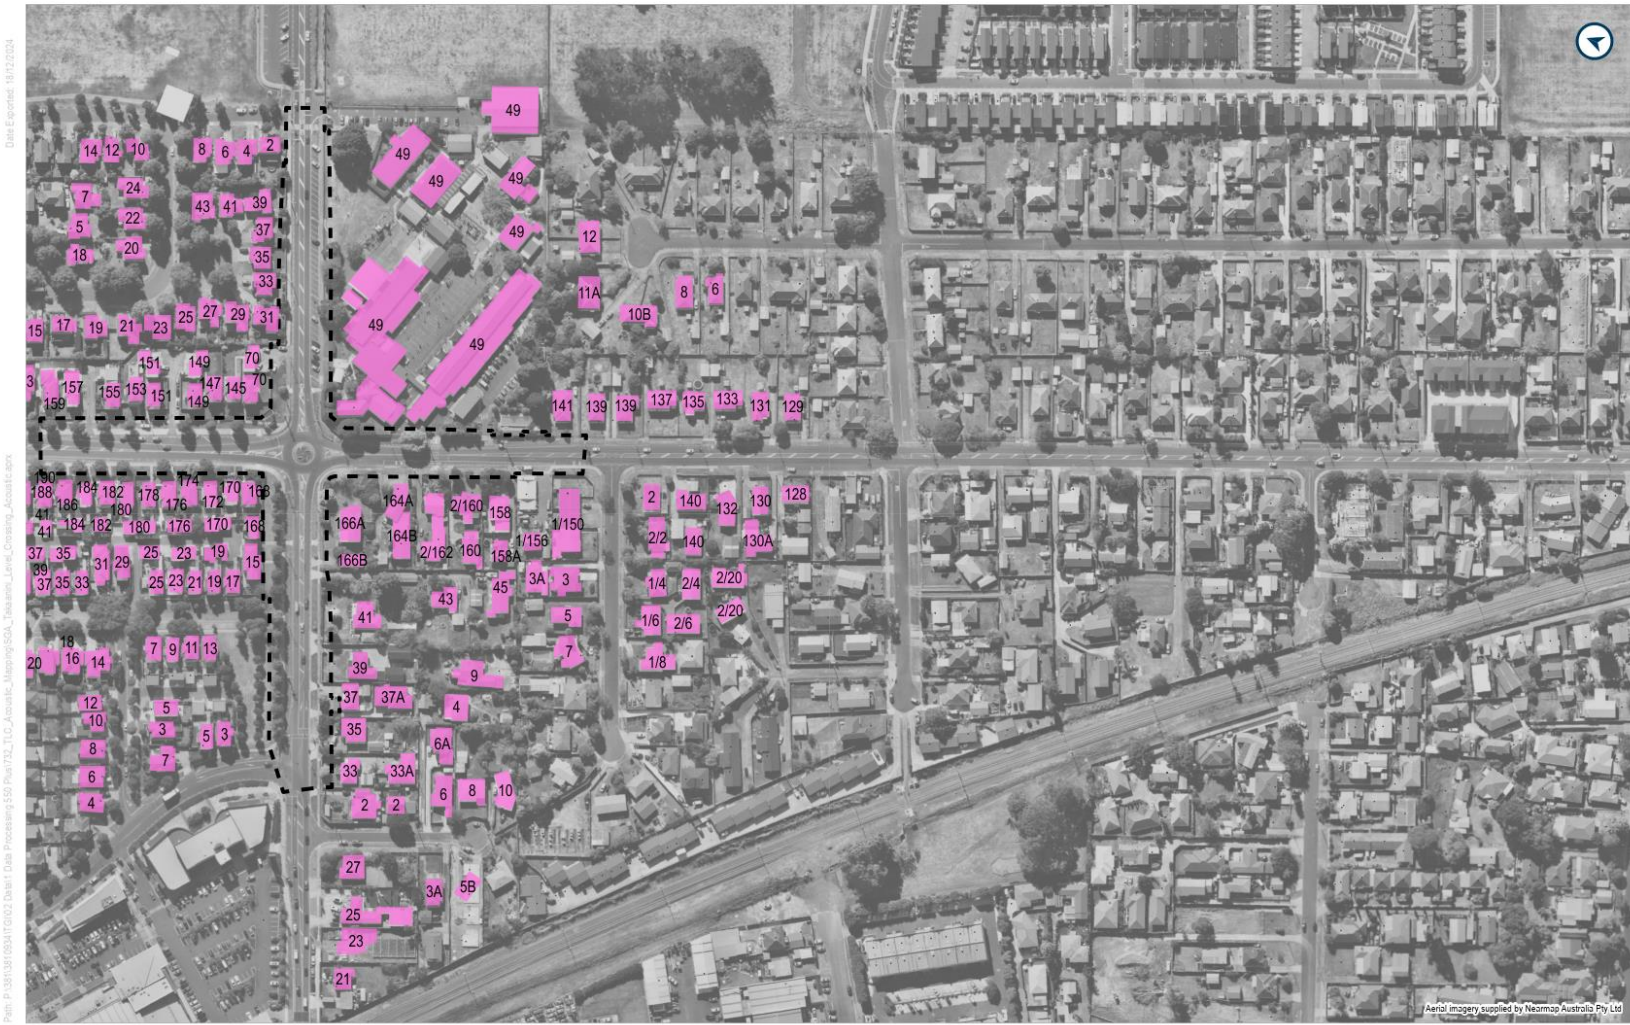 Date Exported: 18/12/2024
49
14 12 10 8 6 4 2
49
49
49
7 24 43 41 39
5 22 37
49
12
18 20 35
33
11A 8 6
10B
15 17 19 21 23 25 27 29 31
49
49
151 149 70
157 155 153 151 147 145 70
159 149
141 139 139 137 135 133 131 129
190
188 186 184 182 180 178 176 174 172 170 168
41
41 184 182 180 176 170 168
164A 2/160 158 1/150
166A 164B 1/156
2/162 160 158A
166B
2 140 132 130 128
2/2 140 130A
37 35 31 29 25 23 19 15
39
37 35 33 25 23 21 19 17
43 45 3A 3
1/4 2/4 2/20
41 5
1/6 2/6 2/20
18
20 16 14 7 9 11 13
39 9 7
1/8
12 5
10 3 5 3
37 37A 4
35 6A
8 7
6
4
33 33A
2 2 6 8 10
27
3A 5B
25
23
21
Aerial imagery supplied by Nearmap Australia Pty Ltd